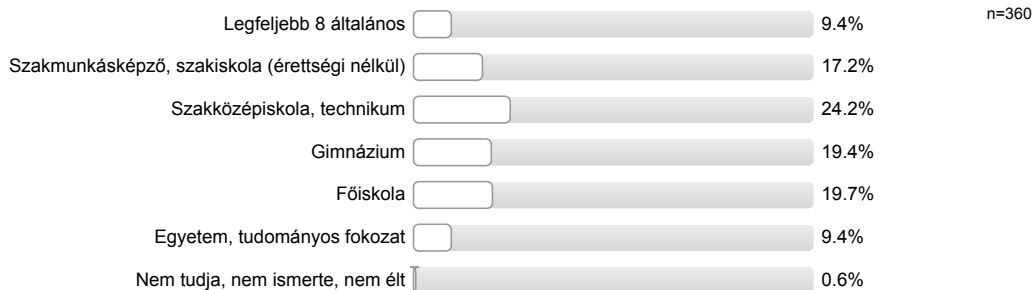 Legfeljebb 8 általános 9.4% n=360
Szakmunkásképző, szakiskola (érettségi nélkül) 17.2%
Szakközépiskola, technikum 24.2%
Gimnázium 19.4%
Főiskola 19.7%
Egyetem, tudományos fokozat 9.4%
Nem tudja, nem ismerte, nem élt 0.6%